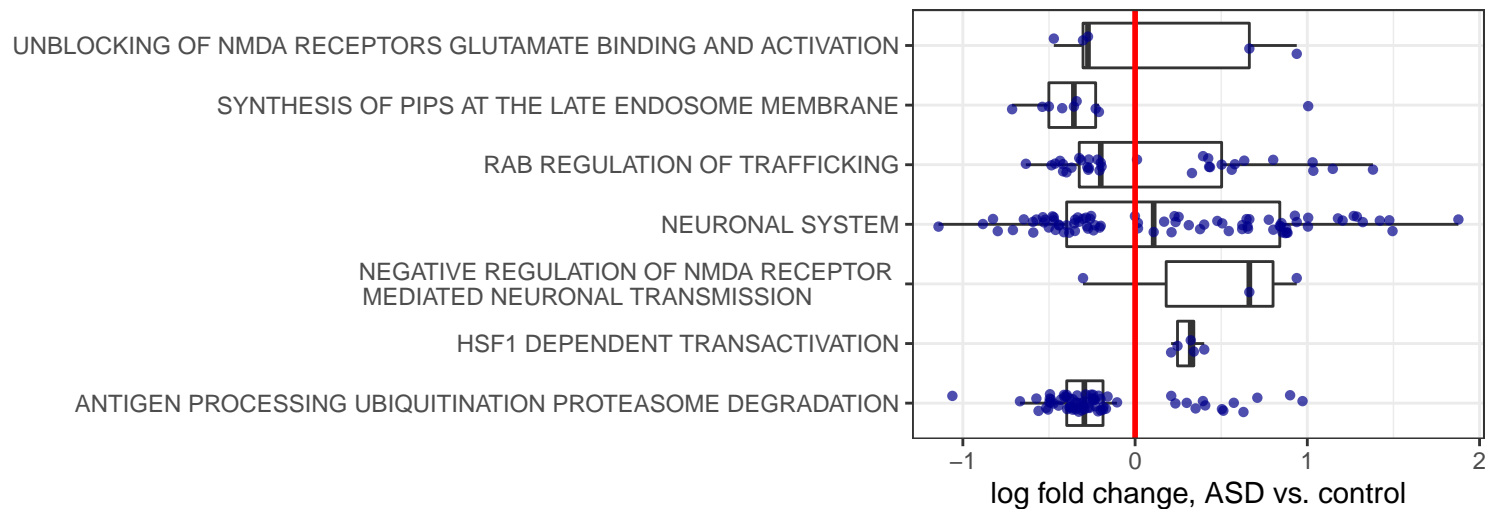 UNBLOCKING OF NMDA RECEPTORS GLUTAMATE BINDING AND ACTIVATION
SYNTHESIS OF PIPS AT THE LATE ENDOSOME MEMBRANE
RAB REGULATION OF TRAFFICKING
NEURONAL SYSTEM
NEGATIVE REGULATION OF NMDA RECEPTOR
MEDIATED NEURONAL TRANSMISSION
HSF1 DEPENDENT TRANSACTIVATION
ANTIGEN PROCESSING UBIQUITINATION PROTEASOME DEGRADATION
−1 0 1 2
log fold change, ASD vs. control